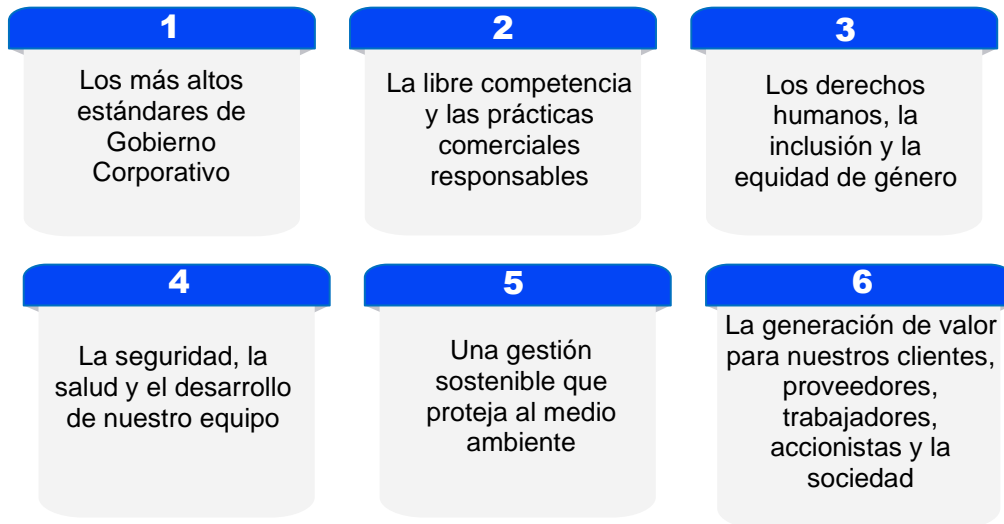 1
Los más altos
estándares de
Gobierno
Corporativo
2
La libre competencia
y las prácticas
comerciales
responsables
3
Los derechos
humanos, la
inclusión y la
equidad de género
4
La seguridad, la
salud y el desarrollo
de nuestro equipo
5
Una gestión
sostenible que
proteja al medio
ambiente
6
La generación de valor
para nuestros clientes,
proveedores,
trabajadores,
accionistas y la
sociedad